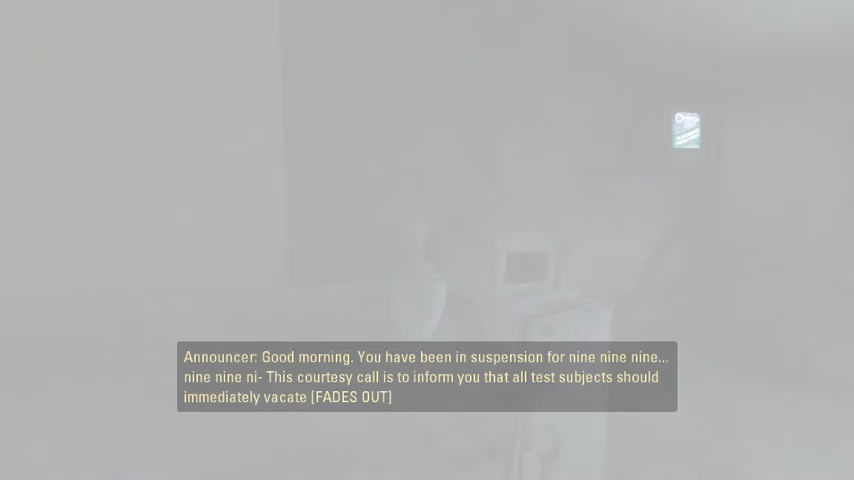 Announcer: Good morning. You have been in suspension for nine nine nine...
nine nine ni- This courtesy call is to inform you that all test subjects should
immediately vacate [FADES OUT]